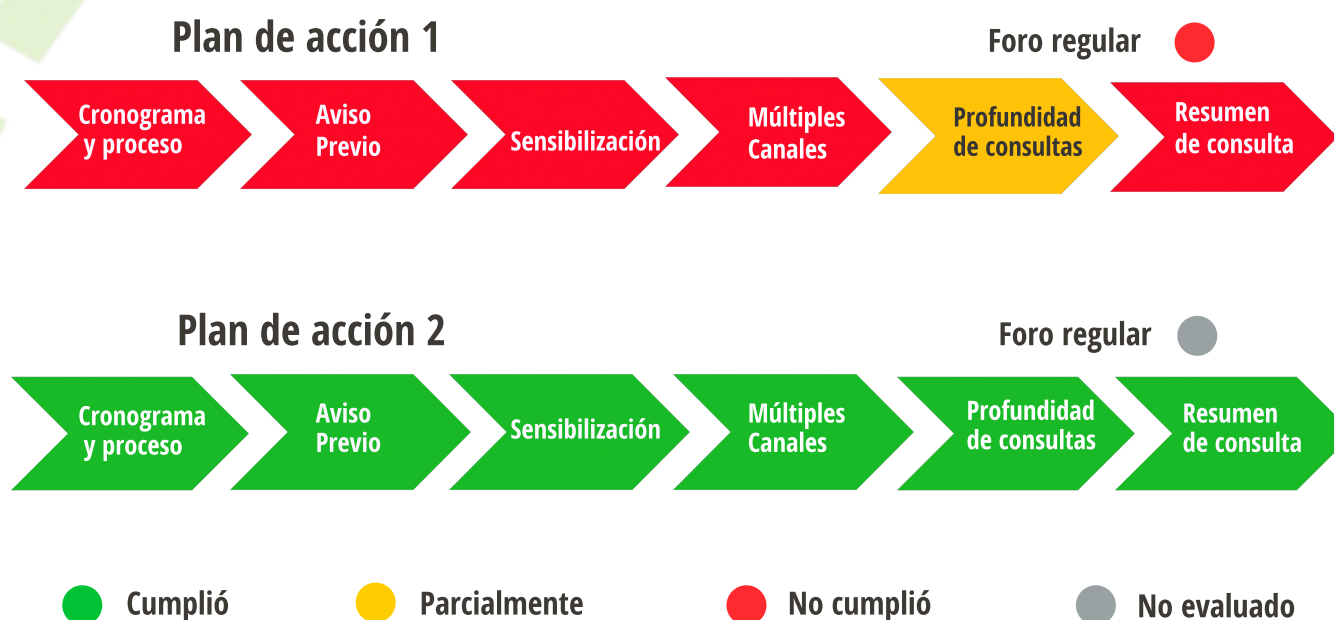 Plan de acción 1
Foro regular
Cronograma
y proceso
Aviso
Previo
Sensibilización
Múltiples
Canales
Profundidad
de consultas
Resumen
de consulta
Plan de acción 2
Foro regular
Cronograma
y proceso
Aviso
Previo
Sensibilización
Múltiples
Canales
Profundidad
de consultas
Resumen
de consulta
Cumplió
Parcialmente
No cumplió
No evaluado